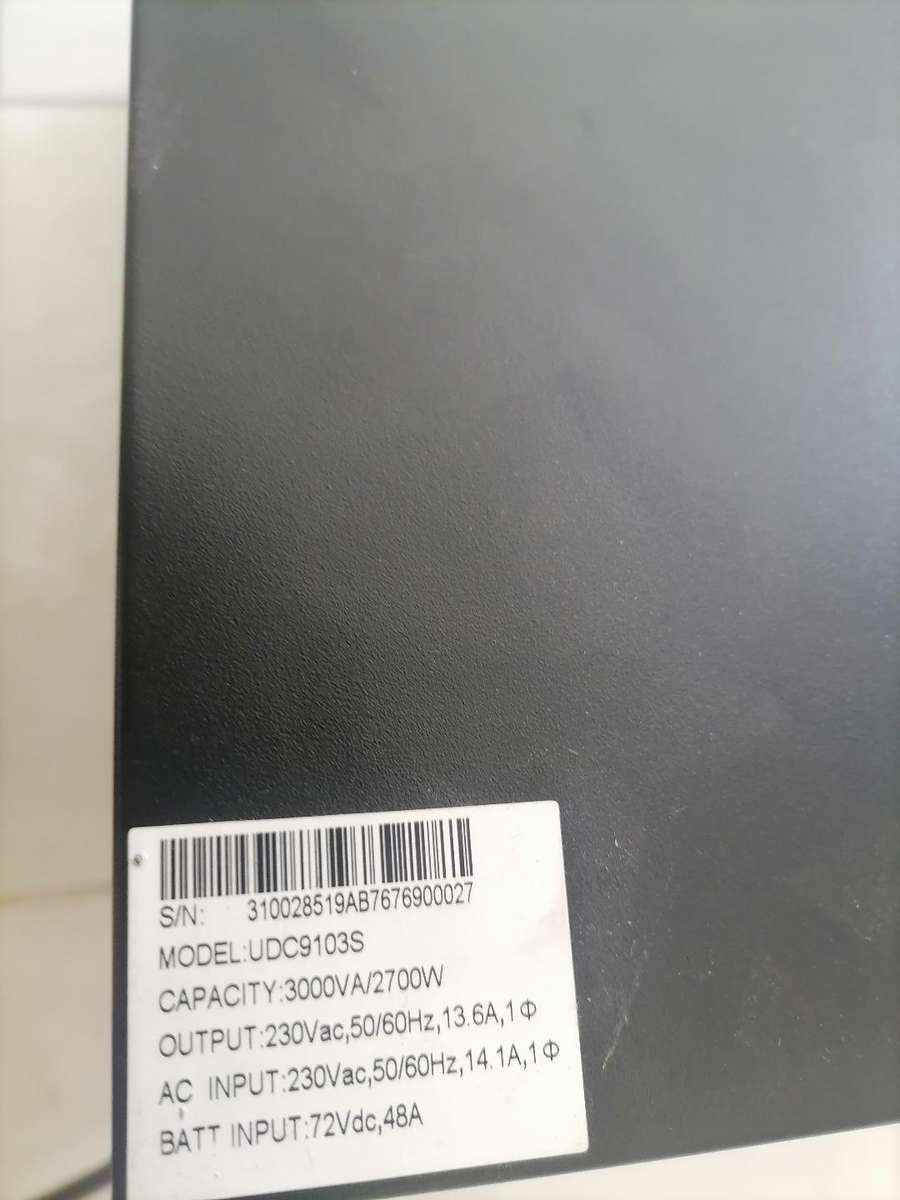 S/N: 310028519AB7676900027
MODEL:UDC9103S
CAPACITY:3000VA/2700W
OUTPUT:230Vac,50/60Hz,13.6A,1Φ
AC INPUT:230Vac,50/60Hz,14.1A,1Φ
BATT INPUT:72Vdc,48A